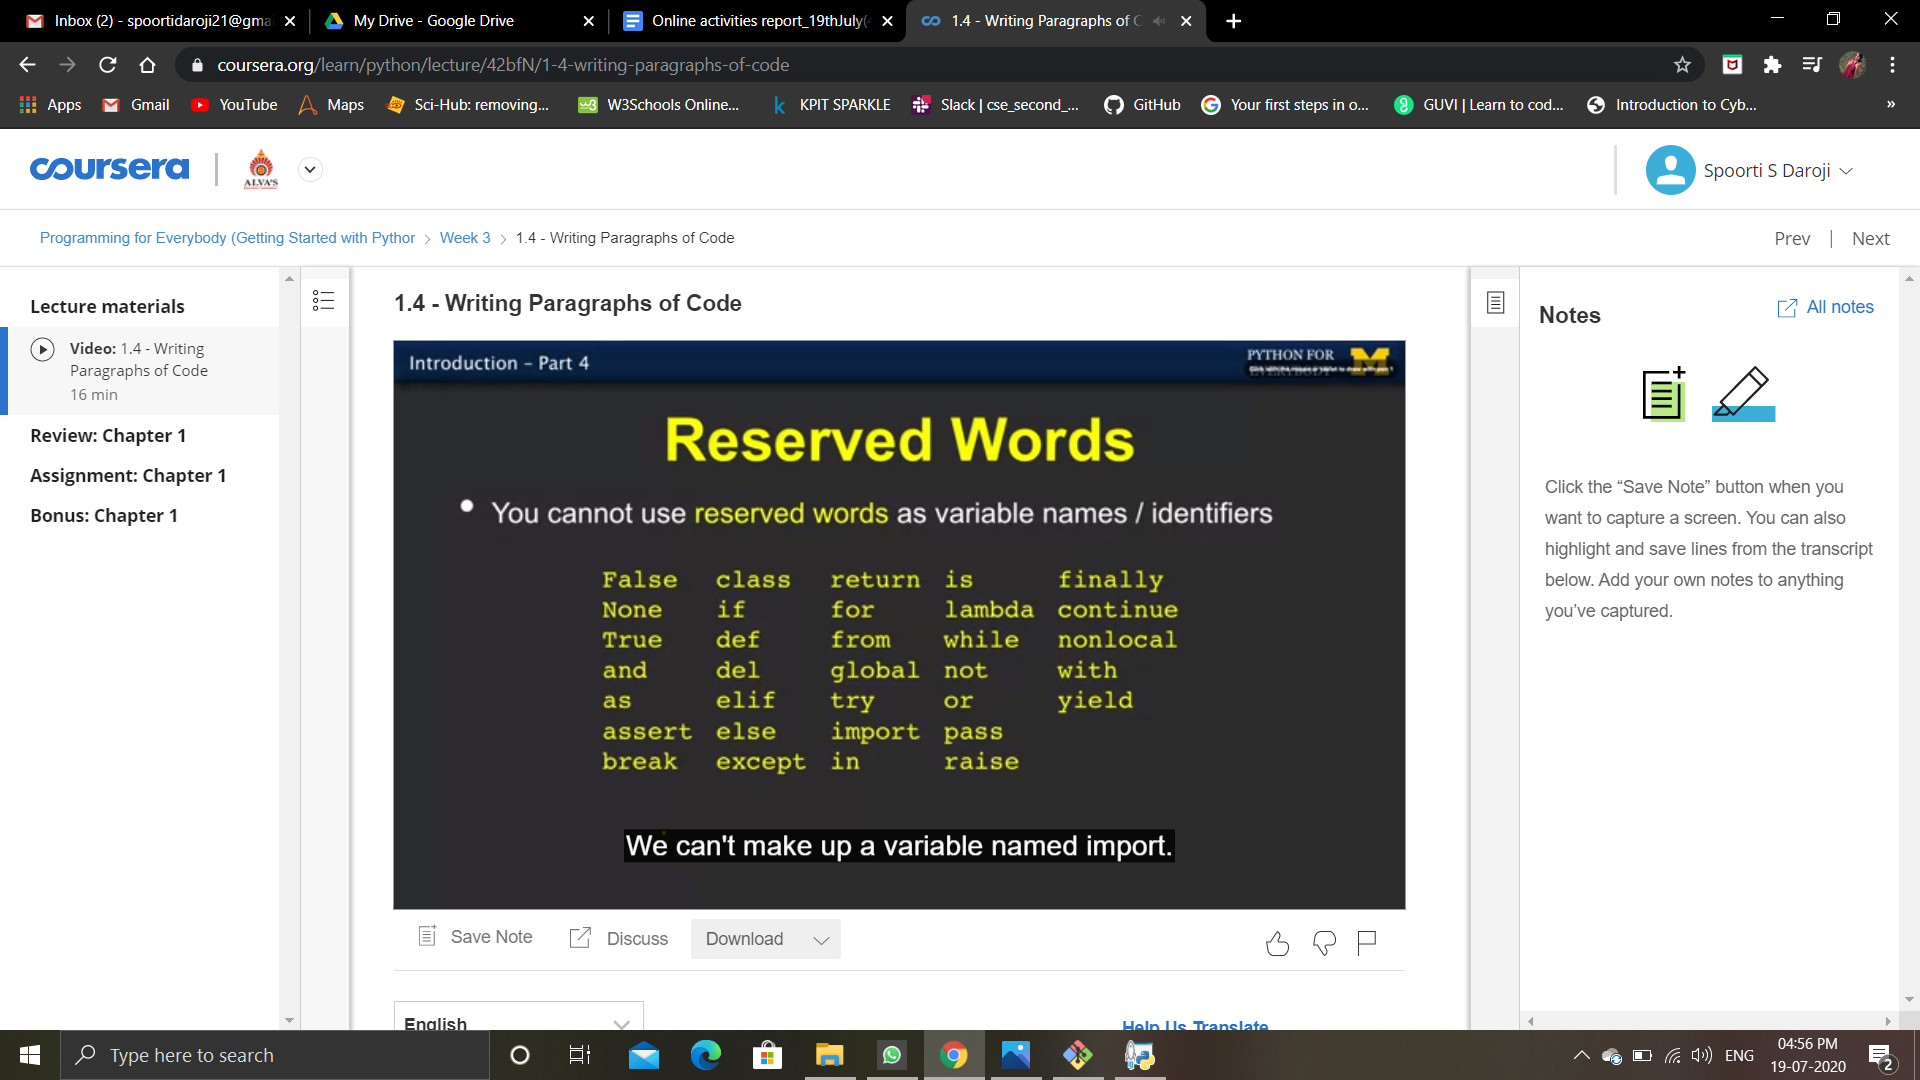 Inbox (2) - spoortidaroji21@gma
My Drive - Google Drive
Online activities report_19thJuly(
1.4 - Writing Paragraphs of C
coursera.org/learn/python/lecture/42bfN/1-4-writing-paragraphs-of-code
Apps
Gmail
YouTube
Maps
Sci-Hub: removing...
W3Schools Online...
KPIT SPARKLE
Slack | cse_second_...
GitHub
Your first steps in o...
GUVI | Learn to cod...
Introduction to Cyb...
»
coursera
ALVA'S
Spoorti S Daroji
Programming for Everybody (Getting Started with Python
Week 3
1.4 - Writing Paragraphs of Code
Prev | Next
Lecture materials
Video: 1.4 - Writing
Paragraphs of Code
16 min
Review: Chapter 1
Assignment: Chapter 1
Bonus: Chapter 1
1.4 - Writing Paragraphs of Code
Introduction - Part 4
PYTHON FOR
EVERYBODY
M
Reserved Words
• You cannot use reserved words as variable names / identifiers
False class return is finally
None if for lambda continue
True def from while nonlocal
and del global not with
as elif try or yield
assert else import pass
break except in raise
We can't make up a variable named import.
Save Note
Discuss
Download
English
Help Us Translate
Notes
All notes
Click the “Save Note” button when you
want to capture a screen. You can also
highlight and save lines from the transcript
below. Add your own notes to anything
you’ve captured.
Type here to search
ENG
04:56 PM
19-07-2020
2